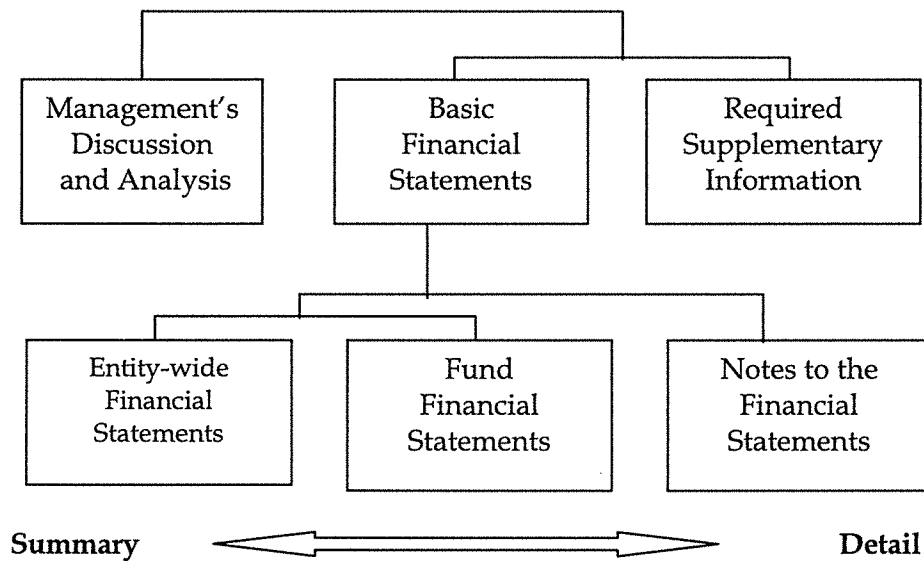 Management's
Discussion
and Analysis
Basic
Financial
Statements
Required
Supplementary
Information
Entity-wide
Financial
Statements
Fund
Financial
Statements
Notes to the
Financial
Statements
Summary
Detail